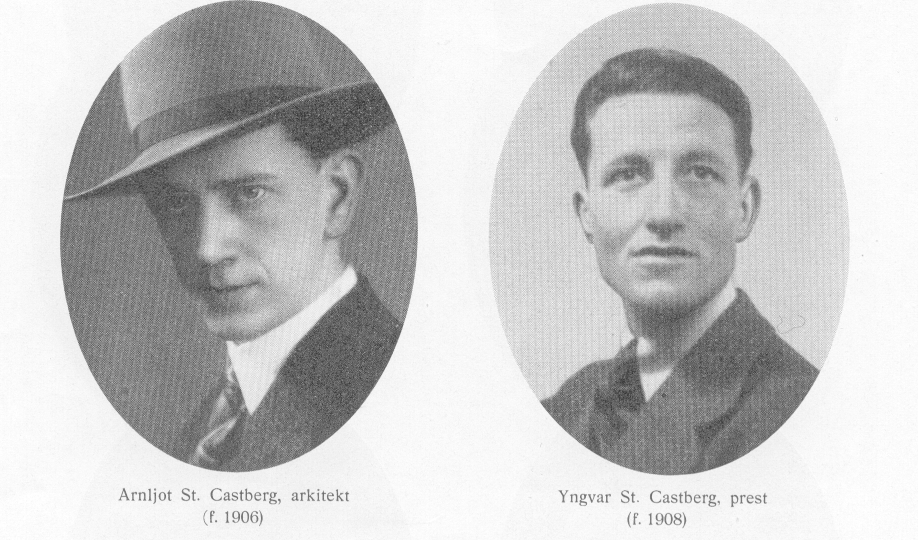 Arnljot St. Castberg, arkitekt
(f. 1906)
Yngvar St. Castberg, prest
(f. 1908)